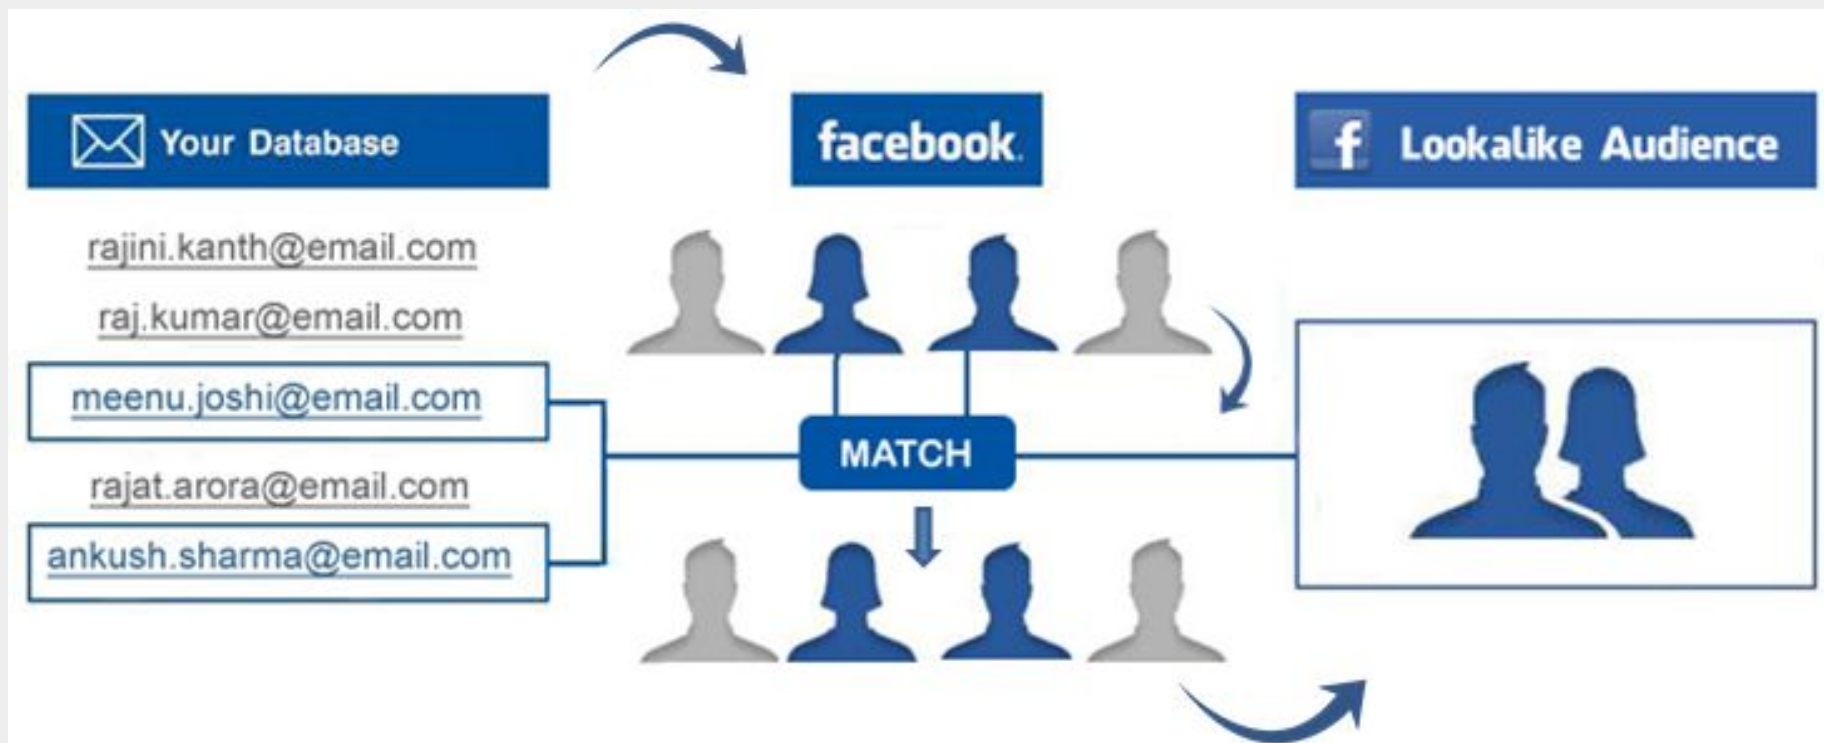 Your Database
rajini.kanth@email.com
raj.kumar@email.com
meenu.joshi@email.com
rajat.arora@email.com
ankush.sharma@email.com
facebook.
MATCH
f Lookalike Audience